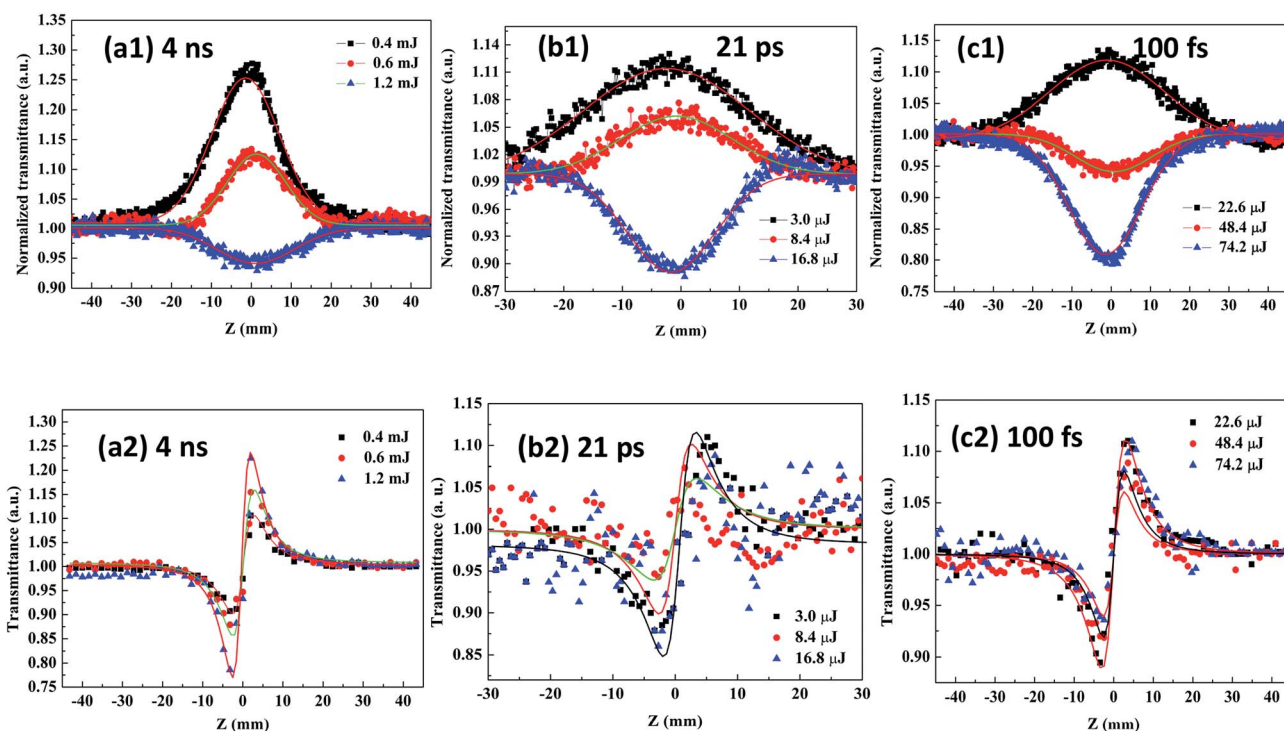 (a1) 4 ns
0.4 mJ
0.6 mJ
1.2 mJ
1.35
1.30
1.25
1.20
1.15
1.10
1.05
1.00
0.95
0.90
Normalized transmittance (a.u.)
-40 -30 -20 -10 0 10 20 30 40
Z (mm)
(b1) 21 ps
3.0 μJ
8.4 μJ
16.8 μJ
1.14
1.11
1.08
1.05
1.02
0.99
0.96
0.93
0.90
0.87
Normalized transmittance (a.u.)
-30 -20 -10 0 10 20 30
Z (mm)
(c1) 100 fs
22.6 μJ
48.4 μJ
74.2 μJ
1.15
1.10
1.05
1.00
0.95
0.90
0.85
0.80
0.75
Normalized transmittance (a.u.)
-40 -30 -20 -10 0 10 20 30 40
Z (mm)
(a2) 4 ns
0.4 mJ
0.6 mJ
1.2 mJ
1.30
1.25
1.20
1.15
1.10
1.05
1.00
0.95
0.90
0.85
0.80
0.75
Transmittance (a.u.)
-40 -30 -20 -10 0 10 20 30 40
Z (mm)
(b2) 21 ps
3.0 μJ
8.4 μJ
16.8 μJ
1.15
1.10
1.05
1.00
0.95
0.90
0.85
Transmittance (a.u.)
-30 -20 -10 0 10 20 30
Z (mm)
(c2) 100 fs
22.6 μJ
48.4 μJ
74.2 μJ
1.15
1.10
1.05
1.00
0.95
0.90
Transmittance (a.u.)
-40 -30 -20 -10 0 10 20 30 40
Z (mm)